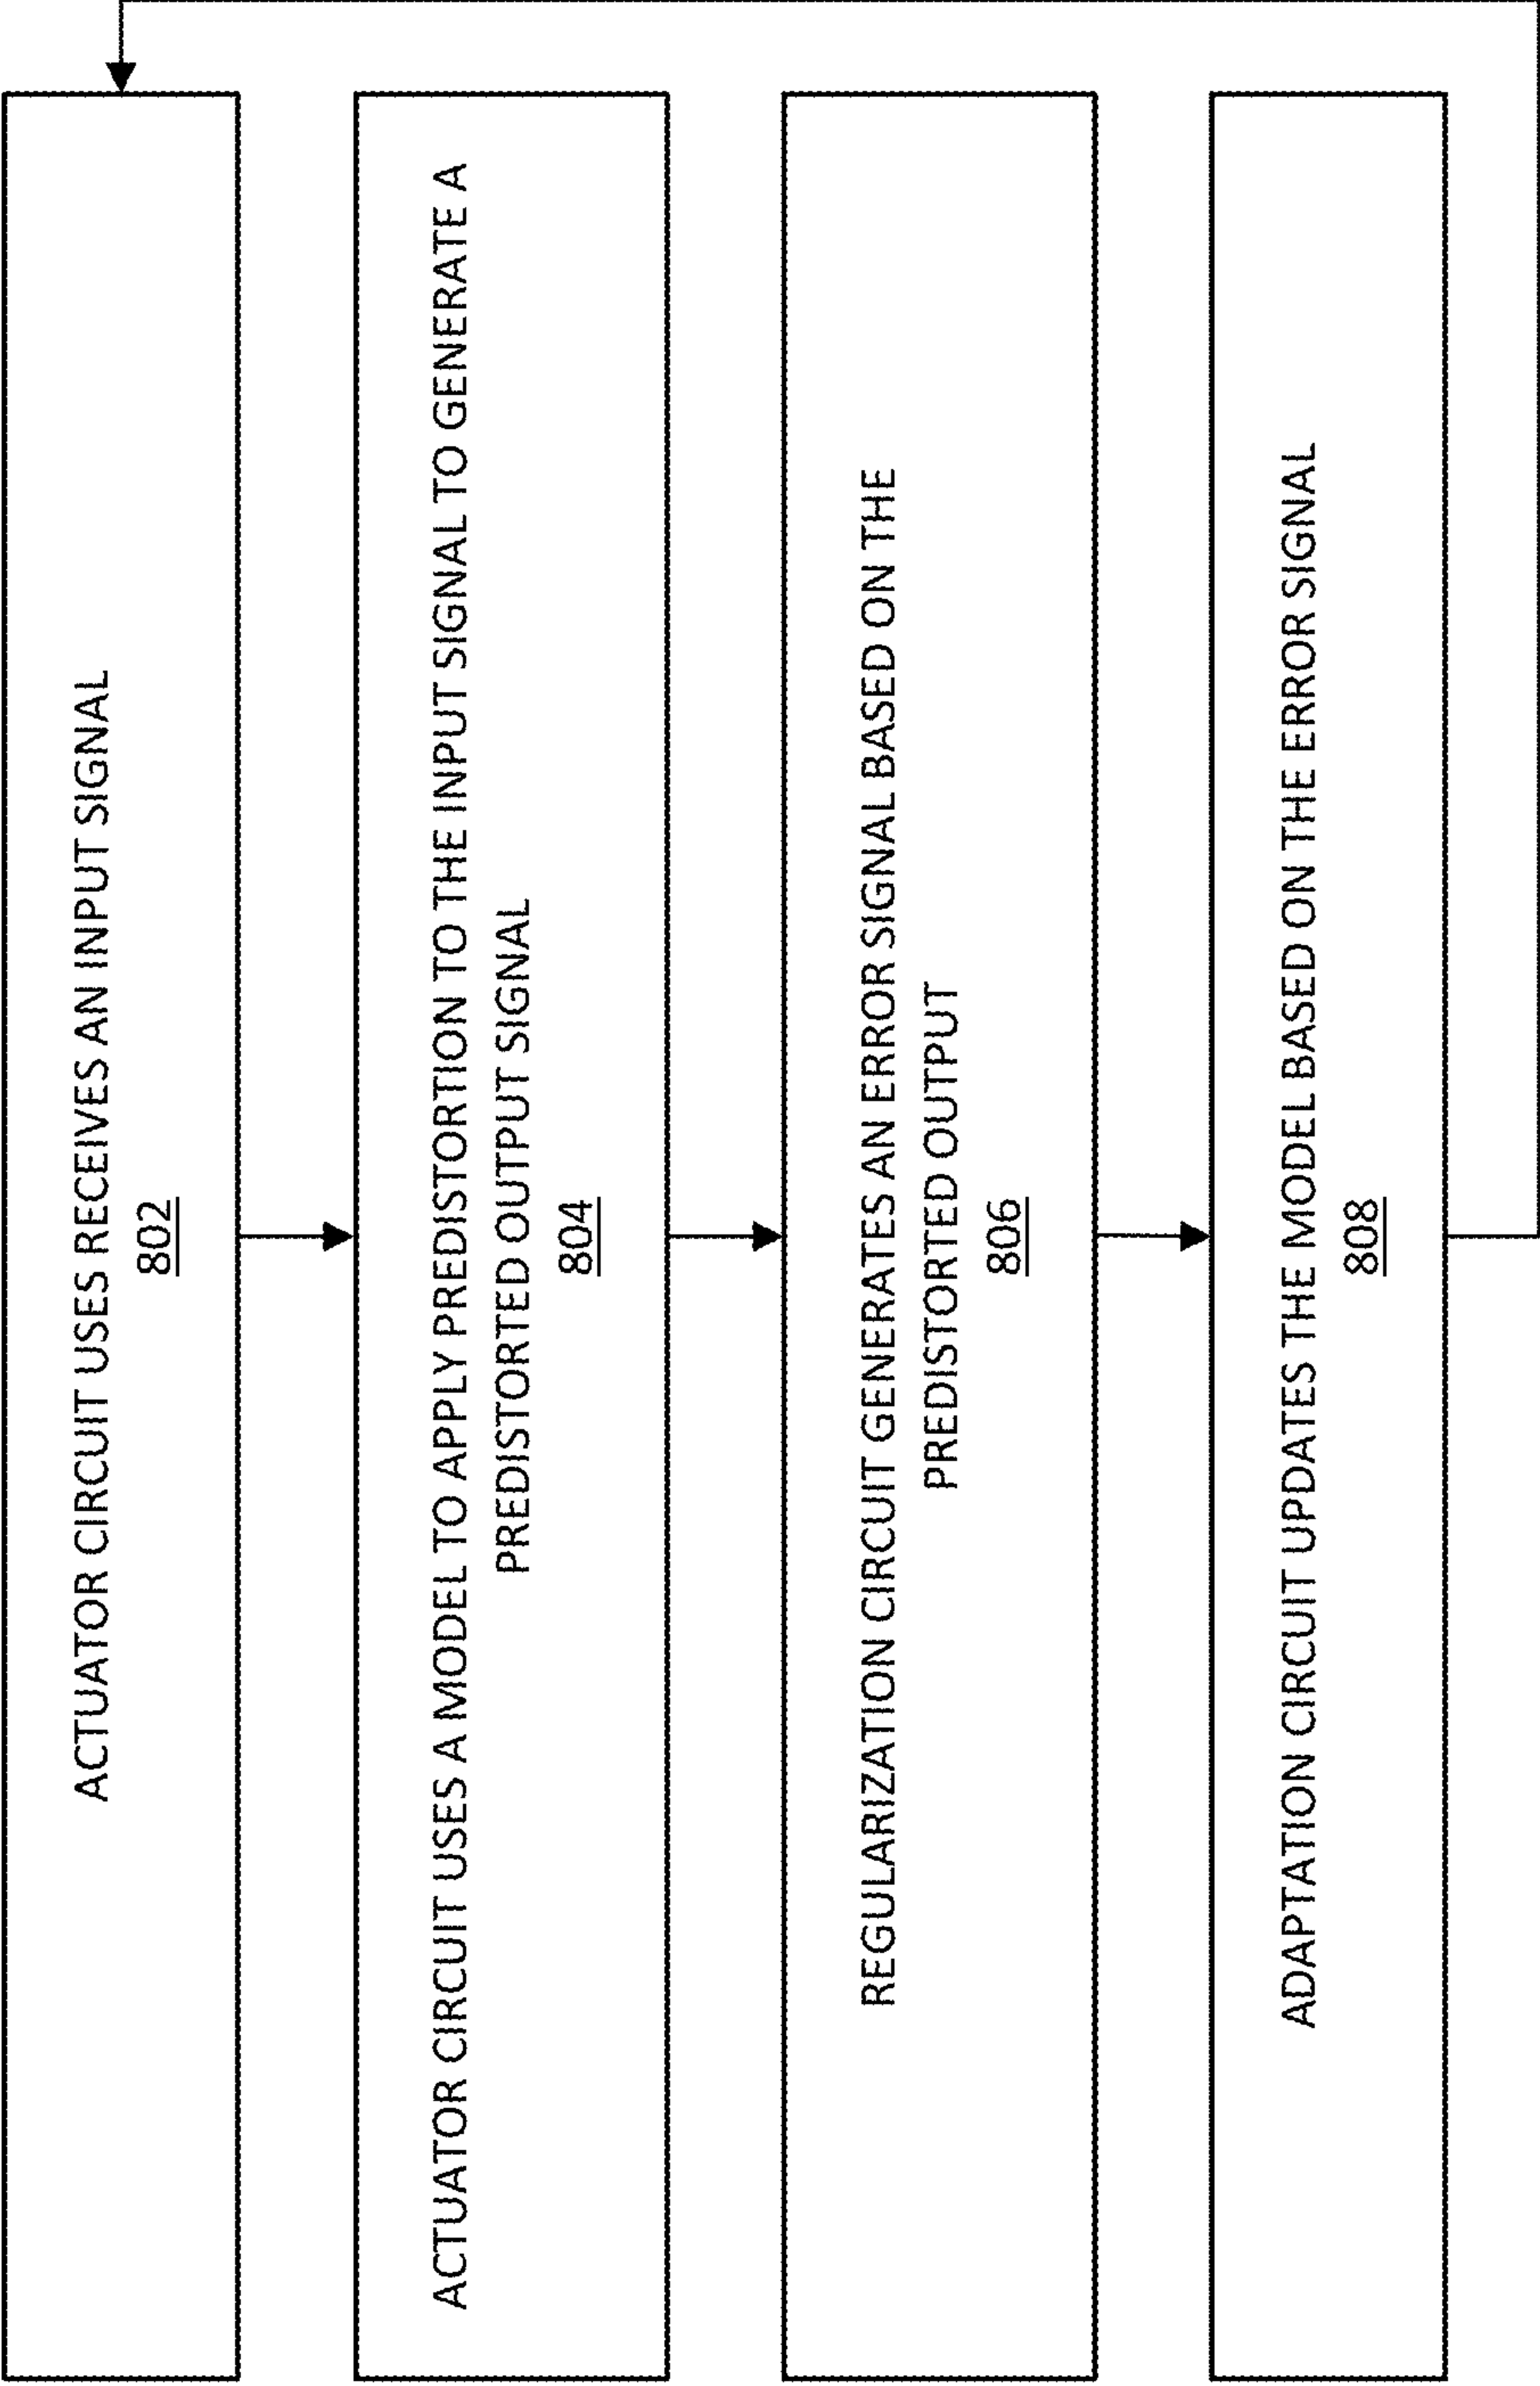 ACTUATOR CIRCUIT USES RECEIVES AN INPUT SIGNAL
802
ACTUATOR CIRCUIT USES A MODEL TO APPLY PREDISTORTION TO THE INPUT SIGNAL TO GENERATE A
PREDISTORTED OUTPUT SIGNAL
804
REGULARIZATION CIRCUIT GENERATES AN ERROR SIGNAL BASED ON THE
PREDISTORTED OUTPUT
806
ADAPTATION CIRCUIT UPDATES THE MODEL BASED ON THE ERROR SIGNAL
808